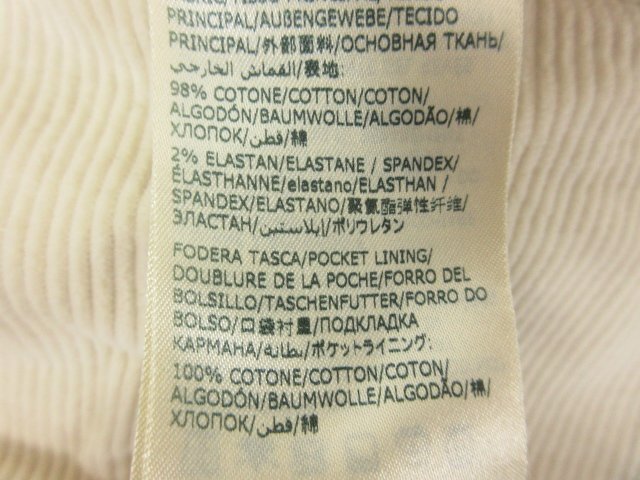 PRINCIPAL/AUßENGEWEBE/TECIDO
PRINCIPAL/外部面料/ОСНОВНАЯ ТКАНЬ/
القماش الخارجي/表地:
98% COTONE/COTTON/COTON/
ALGODÓN/BAUMWOLLE/ALGODÃO/棉/
ХЛОПОК/قطن/綿
2% ELASTAN/ELASTANE / SPANDEX/
ÉLASTHANNE/elastano/ELASTHAN /
SPANDEX/ELASTANO/聚氨酯弹性纤维/
ЭЛАСТАН/إيلاستين/ポリウレタン
FODERA TASCA/POCKET LINING/
DOUBLURE DE LA POCHE/FORRO DEL
BOLSILLO/TASCHENFUTTER/FORRO DO
BOLSO/口袋衬里/ПОДКЛАДКА
КАРМАНА/بطانة/ポケットライニング:
100% COTONE/COTTON/COTON/
ALGODÓN/BAUMWOLLE/ALGODÃO/棉/
ХЛОПОК/قطن/綿